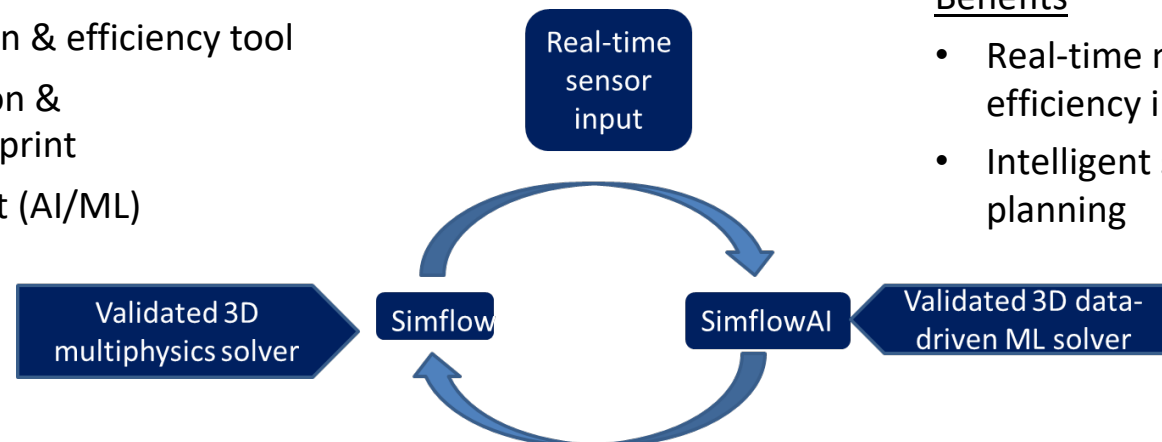 n & efficiency tool
on &
print
t (AI/ML)
Real-time
sensor
input
Benefits
• Real-time
efficiency i
• Intelligent
planning
Validated 3D
multiphysics solver
Simflow
SimflowAI
Validated 3D data-
driven ML solver